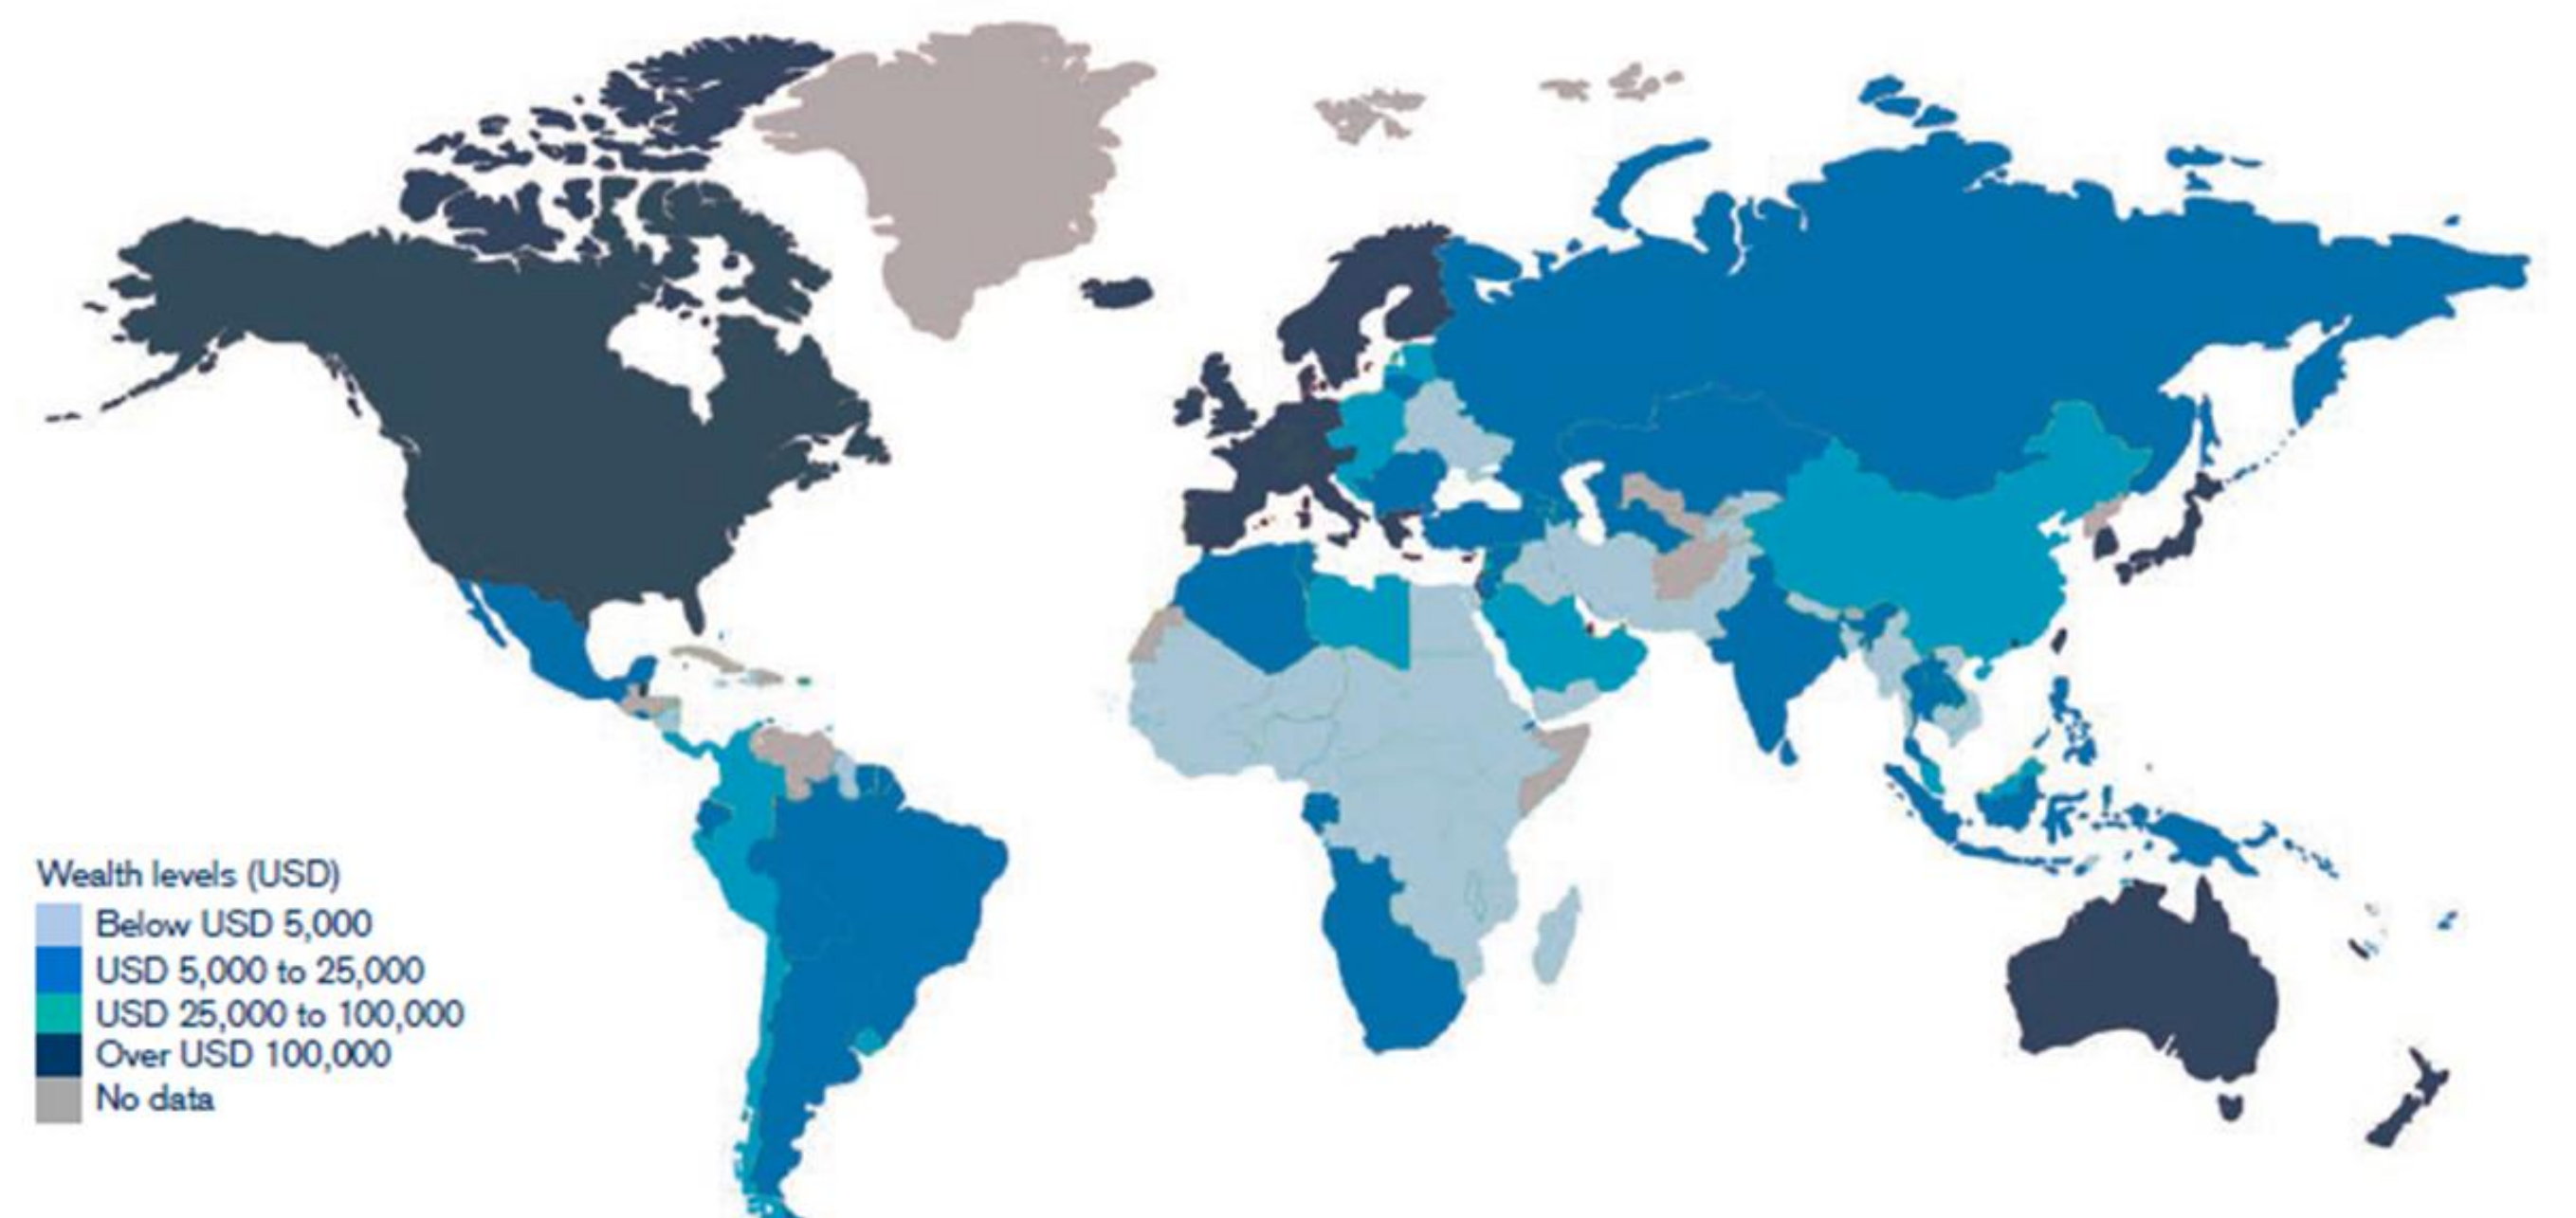 Wealth levels (USD)
Below USD 5,000
USD 5,000 to 25,000
USD 25,000 to 100,000
Over USD 100,000
No data